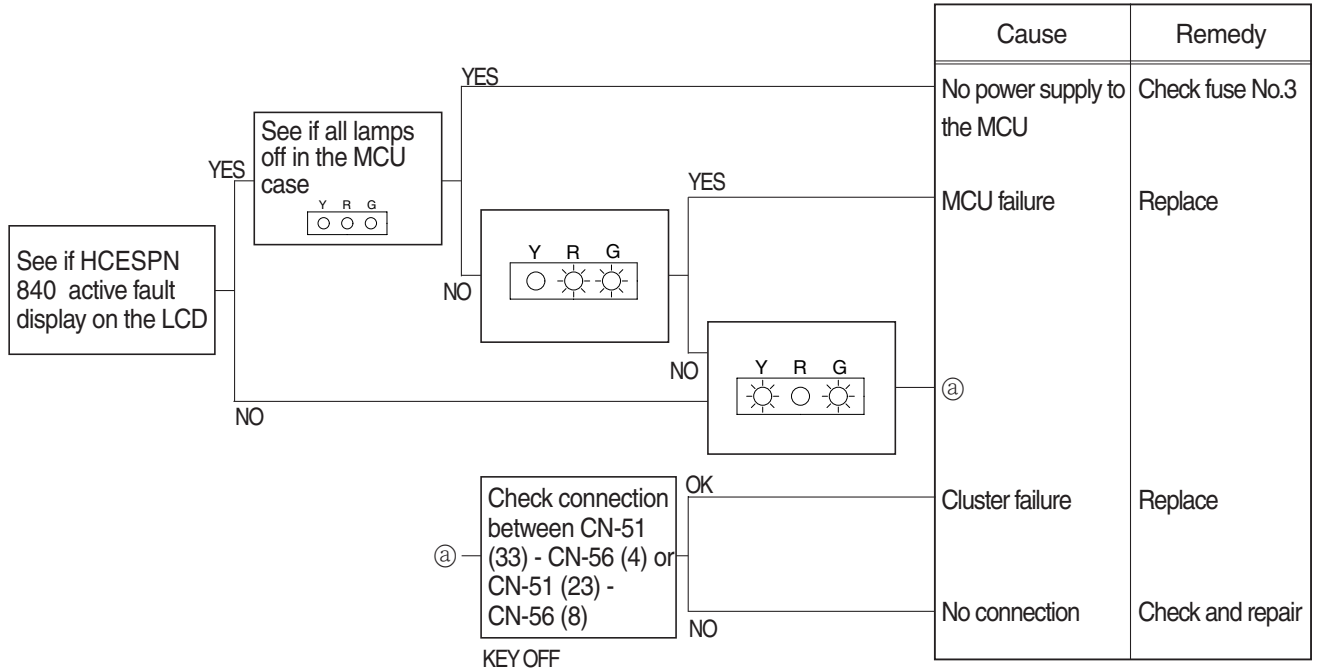 Cause Remedy
YES
No power supply to Check fuse No.3
the MCU
See if all lamps
off in the MCU
case
Y R G
YES
YES
MCU failure Replace
See if HCESPN
840 active fault
display on the LCD
NO
Y R G
NO
Y R G
ⓐ
NO
Check connection
between CN-51
(33) - CN-56 (4) or
CN-51 (23) -
CN-56 (8)
ⓐ
OK
Cluster failure Replace
NO
No connection Check and repair
KEY OFF